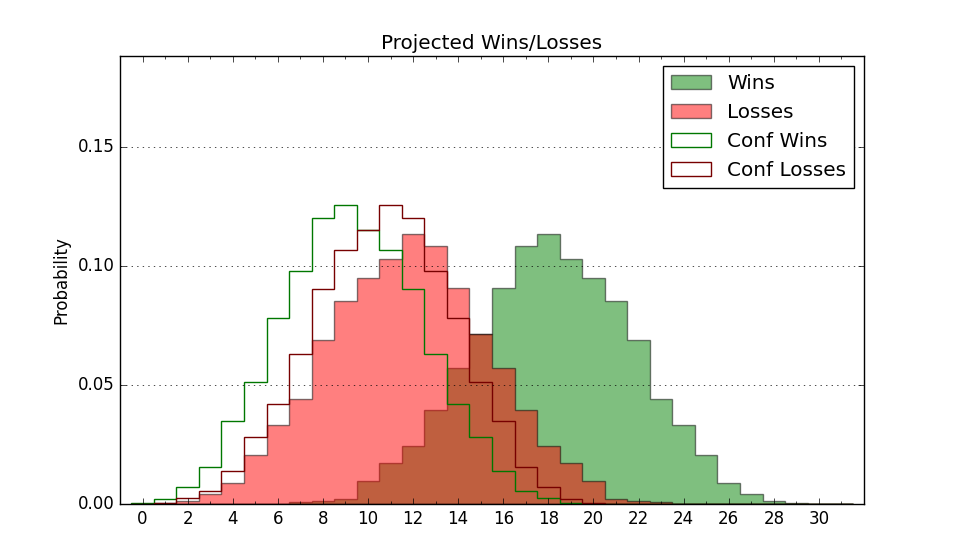 Projected Wins/Losses
Wins
Losses
Conf Wins
Conf Losses
0.15
0.10
0.05
0.00
Probability
0 2 4 6 8 10 12 14 16 18 20 22 24 26 28 30